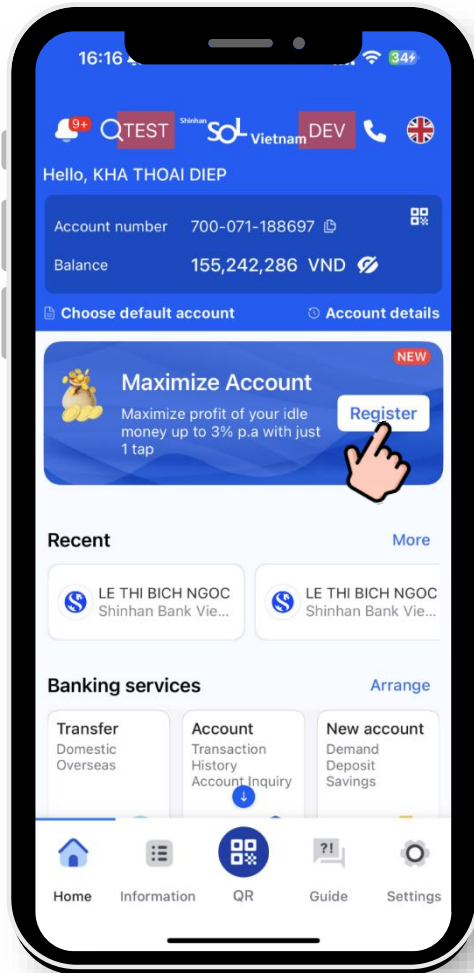 16:16
34
9+
TEST
Shinhan
SOL
Vietnam
DEV
Hello, KHA THOAI DIEP
Account number 700-071-188697
Balance 155,242,286 VND
Choose default account Account details
NEW
Maximize Account
Maximize profit of your idle
money up to 3% p.a with just
1 tap
Register
Recent More
LE THI BICH NGOC
Shinhan Bank Vie...
LE THI BICH NGOC
Shinhan Bank Vie...
Banking services Arrange
Transfer
Domestic
Overseas
Account
Transaction
History
Account Inquiry
New account
Demand
Deposit
Savings
?!
Home Information QR Guide Settings